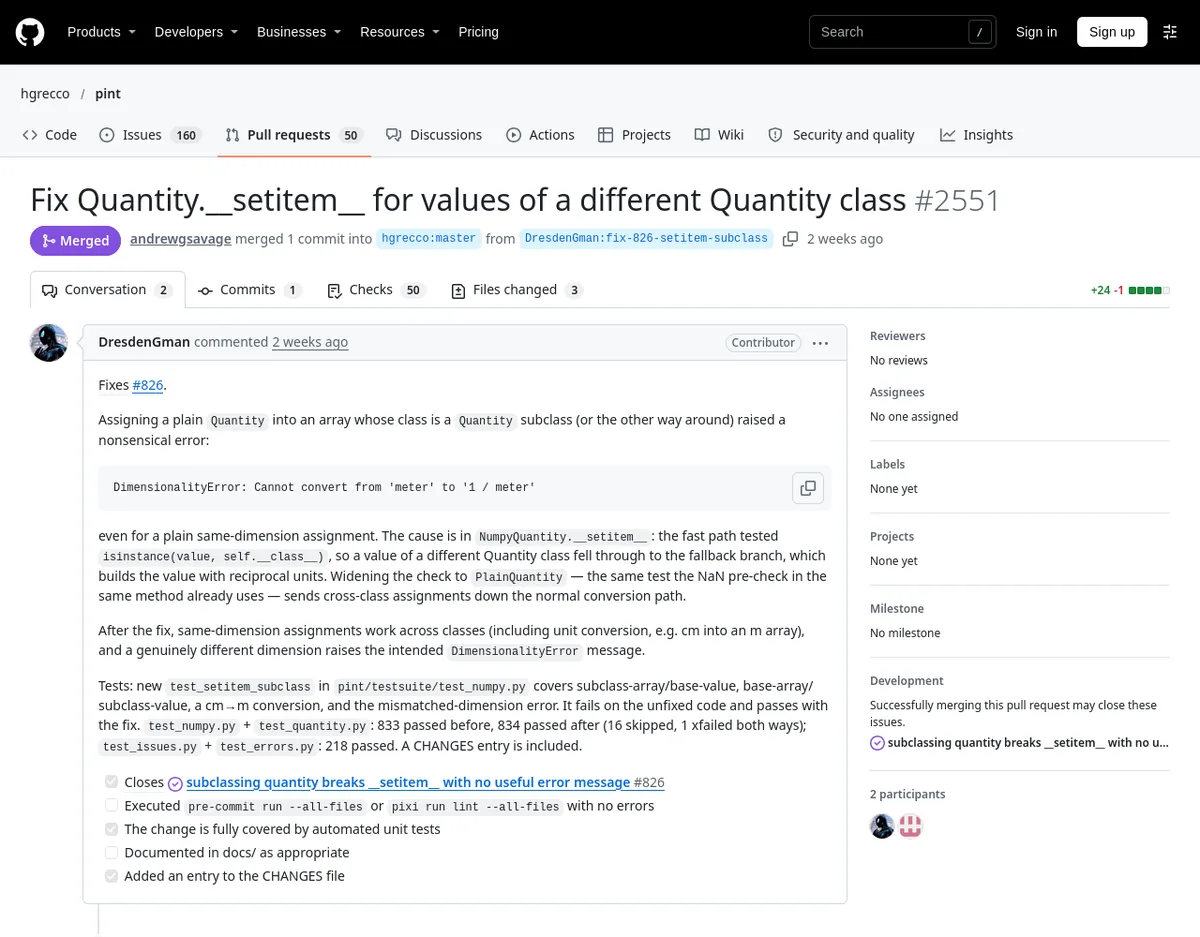 Products Developers Businesses Resources Pricing Search / Sign in Sign up
hgrecco / pint
Code Issues 160 Pull requests 50 Discussions Actions Projects Wiki Security and quality Insights
Fix Quantity.__setitem__ for values of a different Quantity class #2551
Merged andrewgsavage merged 1 commit into hgrecco:master from DresdenGman:fix-826-setitem-subclass 2 weeks ago
Conversation 2 Commits 1 Checks 50 Files changed 3 +24 -1
DresdenGman commented 2 weeks ago Contributor ...
Fixes #826.
Assigning a plain Quantity into an array whose class is a Quantity subclass (or the other way around) raised a
nonsensical error:
DimensionalityError: Cannot convert from 'meter' to '1 / meter'
even for a plain same-dimension assignment. The cause is in NumpyQuantity.__setitem__ : the fast path tested
isinstance(value, self.__class__) , so a value of a different Quantity class fell through to the fallback branch, which
builds the value with reciprocal units. Widening the check to PlainQuantity — the same test the NaN pre-check in the
same method already uses — sends cross-class assignments down the normal conversion path.
After the fix, same-dimension assignments work across classes (including unit conversion, e.g. cm into an m array),
and a genuinely different dimension raises the intended DimensionalityError message.
Tests: new test_setitem_subclass in pint/testsuite/test_numpy.py covers subclass-array/base-value, base-array/
subclass-value, a cm→m conversion, and the mismatched-dimension error. It fails on the unfixed code and passes with
the fix. test_numpy.py + test_quantity.py : 833 passed before, 834 passed after (16 skipped, 1 xfailed both ways);
test_issues.py + test_errors.py : 218 passed. A CHANGES entry is included.
Closes subclassing quantity breaks __setitem__ with no useful error message #826
Executed pre-commit run --all-files or pixi run lint --all-files with no errors
The change is fully covered by automated unit tests
Documented in docs/ as appropriate
Added an entry to the CHANGES file
Reviewers
No reviews
Assignees
No one assigned
Labels
None yet
Projects
None yet
Milestone
No milestone
Development
Successfully merging this pull request may close these
issues.
subclassing quantity breaks __setitem__ with no u...
2 participants